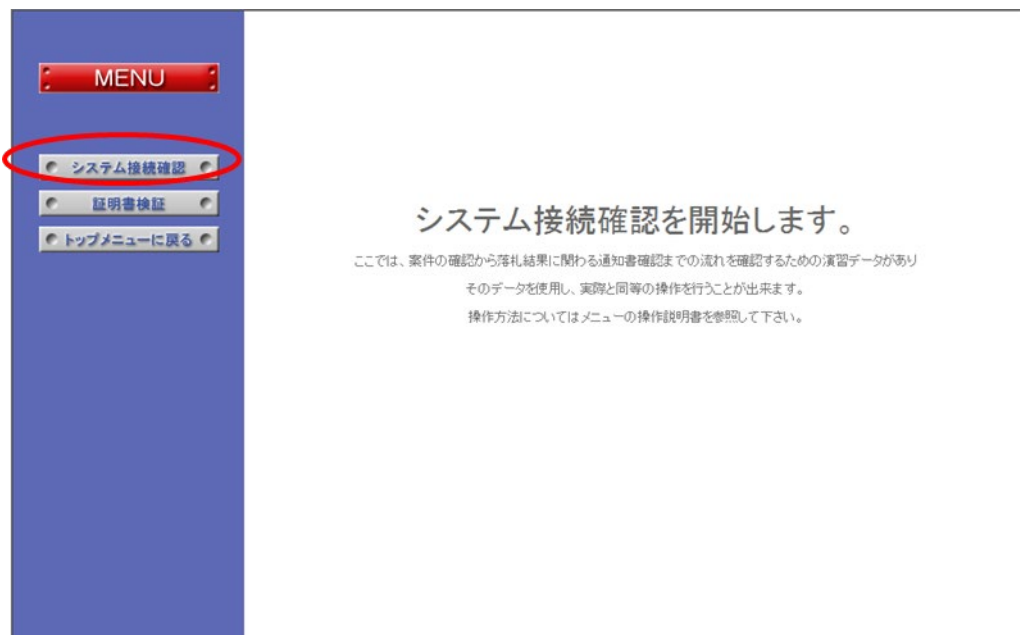 MENU
システム接続確認
証明書検証
トップメニューに戻る
システム接続確認を開始します。
ここでは、案件の確認から落札結果に関わる通知書確認までの流れを確認するための演習データがあり
そのデータを使用し、実際と同等の操作を行うことが出来ます。
操作方法についてはメニューの操作説明書を参照して下さい。